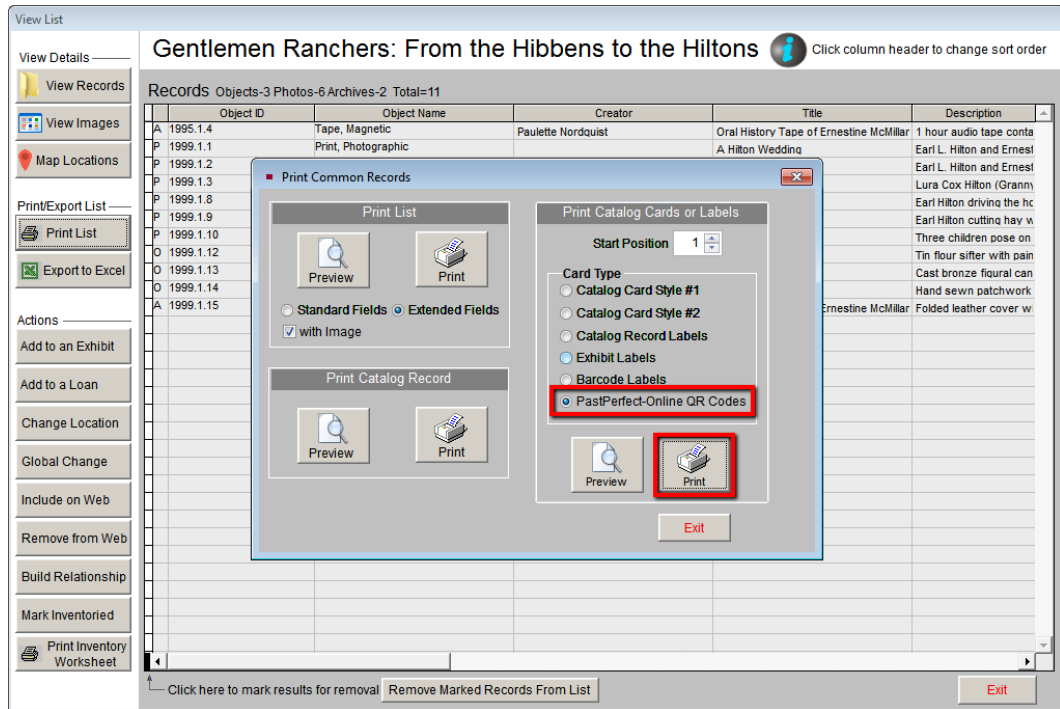 View List
Gentlemen Ranchers: From the Hibbens to the Hiltons
Click column header to change sort order
View Details
View Records
View Images
Map Locations
Print/Export List
Print List
Export to Excel
Actions
Add to an Exhibit
Add to a Loan
Change Location
Global Change
Include on Web
Remove from Web
Build Relationship
Mark Inventoried
Print Inventory
Worksheet
Records Objects-3 Photos-6 Archives-2 Total=11
Object ID Object Name Creator Title Description
A 1995.1.4 Tape, Magnetic Paulette Nordquist Oral History Tape of Ernestine McMillar 1 hour audio tape conta
P 1999.1.1 Print, Photographic A Hilton Wedding Earl L. Hilton and Ernest
P 1999.1.2 Earl L. Hilton and Ernest
P 1999.1.3 Lura Cox Hilton (Granny
P 1999.1.8 Earl Hilton driving the ho
P 1999.1.9 Earl Hilton cutting hay w
P 1999.1.10 Three children pose on
O 1999.1.12 Tin flour sifter with pain
O 1999.1.13 Cast bronze figural can
O 1999.1.14 Hand sewn patchwork
A 1999.1.15 Ernestine McMillar Folded leather cover wi
Print Common Records
Print List
Preview Print
Standard Fields Extended Fields
with Image
Print Catalog Record
Preview Print
Print Catalog Cards or Labels
Start Position 1
Card Type
Catalog Card Style #1
Catalog Card Style #2
Catalog Record Labels
Exhibit Labels
Barcode Labels
PastPerfect-Online QR Codes
Preview Print
Exit
Click here to mark results for removal Remove Marked Records From List Exit